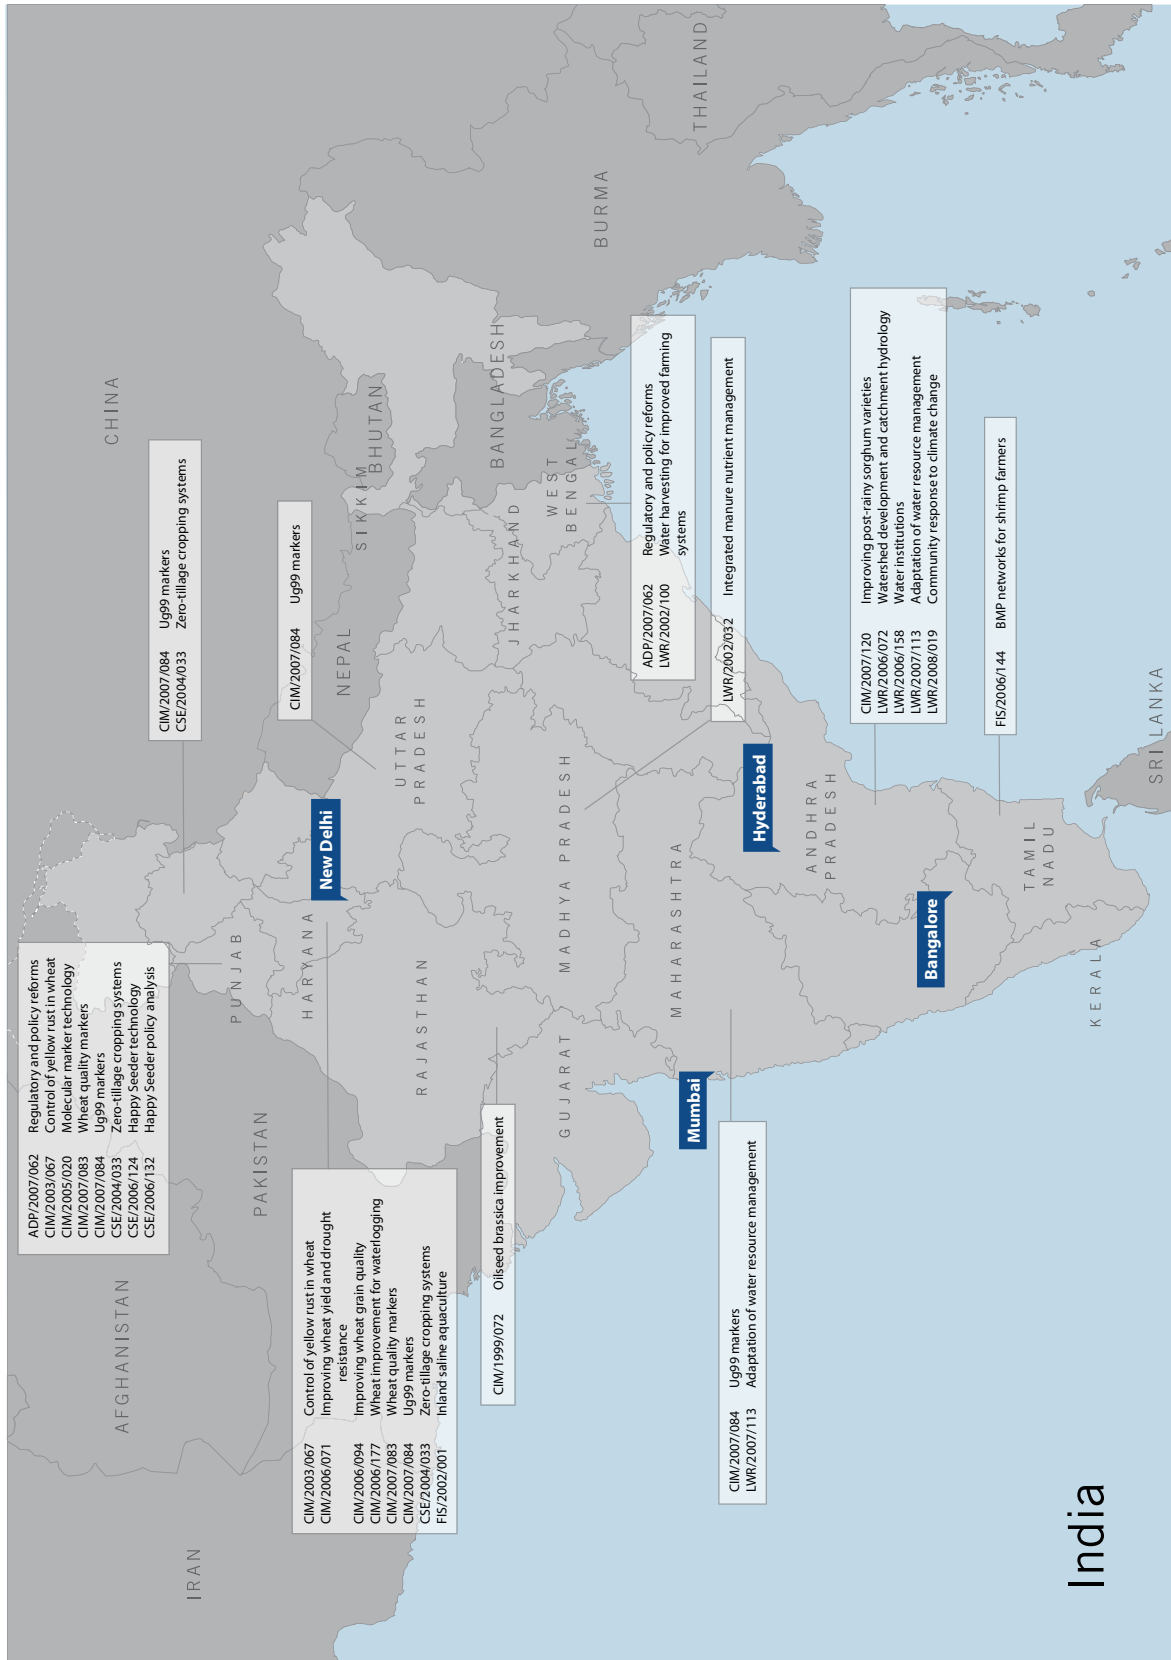 India
IRAN
AFGHANISTAN
PAKISTAN
CHINA
NEPAL
SIKKIM
BHUTAN
BANGLADESH
BURMA
THAILAND
SRI LANKA
PUNJAB
HARYANA
RAJASTHAN
UTTAR
PRADESH
GUJARAT
MADHYA PRADESH
JHARKHAND
WEST
BENGAL
MAHARASHTRA
ANDHRA
PRADESH
TAMIL
NADU
KERALA
New Delhi
Mumbai
Hyderabad
Bangalore
ADP/2007/062 Regulatory and policy reforms
CIM/2003/067 Control of yellow rust in wheat
CIM/2005/020 Molecular marker technology
CIM/2007/083 Wheat quality markers
CIM/2007/084 Ug99 markers
CSE/2004/033 Zero-tillage cropping systems
CSE/2006/124 Happy Seeder technology
CSE/2006/132 Happy Seeder policy analysis
CIM/2007/084 Ug99 markers
CSE/2004/033 Zero-tillage cropping systems
CIM/2007/084 Ug99 markers
CIM/2003/067 Control of yellow rust in wheat
CIM/2006/071 Improving wheat yield and drought
resistance
CIM/2006/094 Improving wheat grain quality
CIM/2006/177 Wheat improvement for waterlogging
CIM/2007/083 Wheat quality markers
CIM/2007/084 Ug99 markers
CSE/2004/033 Zero-tillage cropping systems
FIS/2002/001 Inland saline aquaculture
CIM/1999/072 Oilseed brassica improvement
ADP/2007/062 Regulatory and policy reforms
LWR/2002/100 Water harvesting for improved farming
systems
LWR/2002/032 Integrated manure nutrient management
CIM/2007/084 Ug99 markers
LWR/2007/113 Adaptation of water resource management
CIM/2007/120 Improving post-rainy sorghum varieties
LWR/2006/072 Watershed development and catchment hydrology
LWR/2006/158 Water institutions
LWR/2007/113 Adaptation of water resource management
LWR/2008/019 Community response to climate change
FIS/2006/144 BMP networks for shrimp farmers